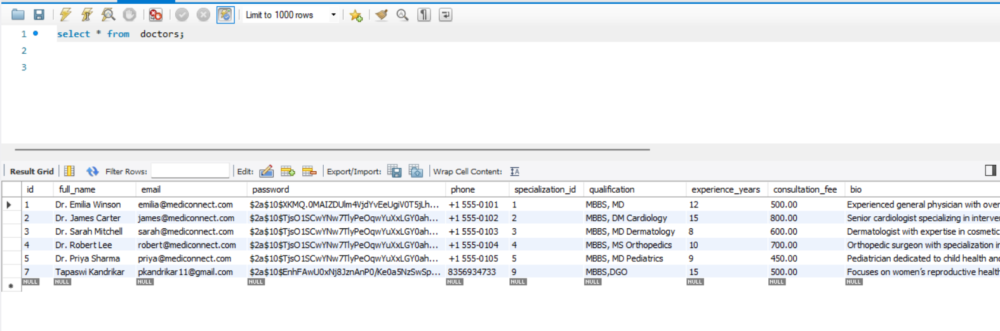 Limit to 1000 rows
1 select * from doctors;
2
3
Result Grid Filter Rows: Edit: Export/Import: Wrap Cell Content:
id full_name email password phone specialization_id qualification experience_years consultation_fee bio
1 Dr. Emilia Winson emilia@mediconnect.com $2a$10$XKMQ.0MAIZDUlm4VjdYvEeUgiV0T5jLh... +1 555-0101 1 MBBS, MD 12 500.00 Experienced general physician with over
2 Dr. James Carter james@mediconnect.com $2a$10$TjsO1SCwYNw7TlyPeOqwYuXxLGY0ah... +1 555-0102 2 MBBS, DM Cardiology 15 800.00 Senior cardiologist specializing in interve
3 Dr. Sarah Mitchell sarah@mediconnect.com $2a$10$TjsO1SCwYNw7TlyPeOqwYuXxLGY0ah... +1 555-0103 3 MBBS, MD Dermatology 8 600.00 Dermatologist with expertise in cosmetic
4 Dr. Robert Lee robert@mediconnect.com $2a$10$TjsO1SCwYNw7TlyPeOqwYuXxLGY0ah... +1 555-0104 4 MBBS, MS Orthopedics 10 700.00 Orthopedic surgeon with specialization in
5 Dr. Priya Sharma priya@mediconnect.com $2a$10$TjsO1SCwYNw7TlyPeOqwYuXxLGY0ah... +1 555-0105 5 MBBS, MD Pediatrics 9 450.00 Pediatrician dedicated to child health and
7 Tapaswi Kandrikar pkandrikar11@gmail.com $2a$10$EnhFAwU0xNj8JznAnP0/Ke0a5NzSwSp... 8356934733 9 MBBS,DGO 15 500.00 Focuses on women's reproductive health
NULL NULL NULL NULL NULL NULL NULL NULL NULL NULL